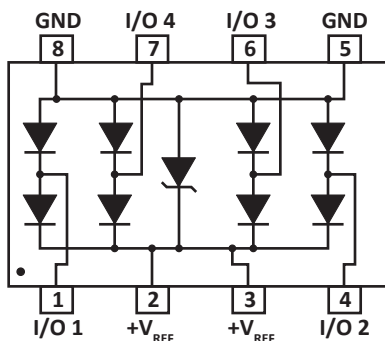 GND I/O 4 I/O 3 GND
8 7 6 5
1 2 3 4
I/O 1 +VREF +VREF I/O 2